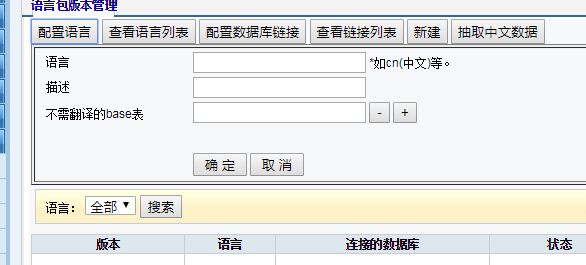 语言包版本管理
配置语言 查看语言列表 配置数据库链接 查看链接列表 新建 抽取中文数据
语言 *如cn(中文)等。
描述
不需翻译的base表 - +
确 定 取 消
语言： 全部 搜索
版本 语言 连接的数据库 状态